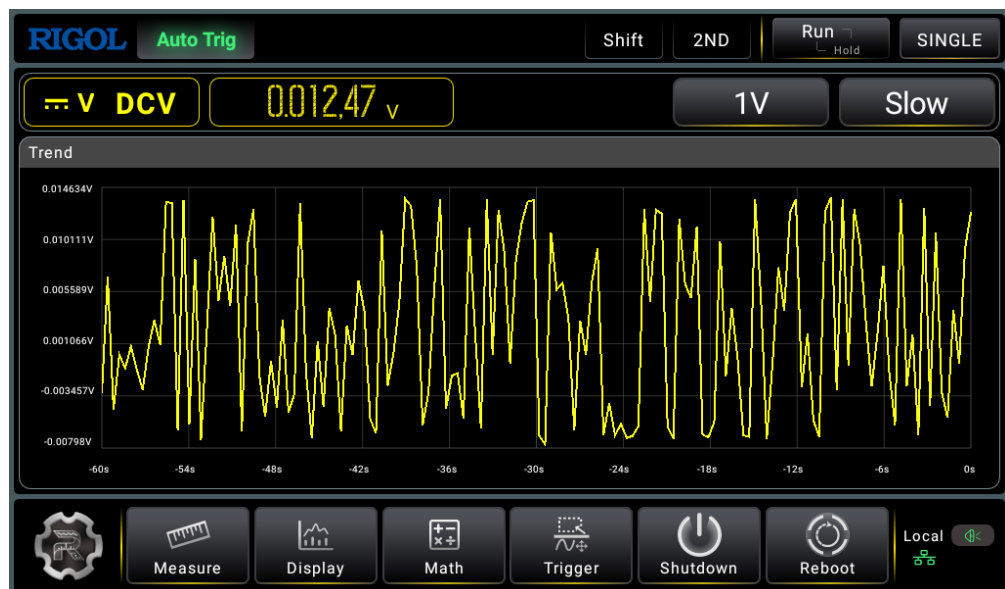 RIGOL Auto Trig Shift 2ND Run Hold SINGLE
V DCV 0.012,47 V 1V Slow
Trend
0.014634V
0.010111V
0.005589V
0.001066V
-0.003457V
-0.00798V
-60s -54s -48s -42s -36s -30s -24s -18s -12s -6s 0s
Measure Display Math Trigger Shutdown Reboot Local